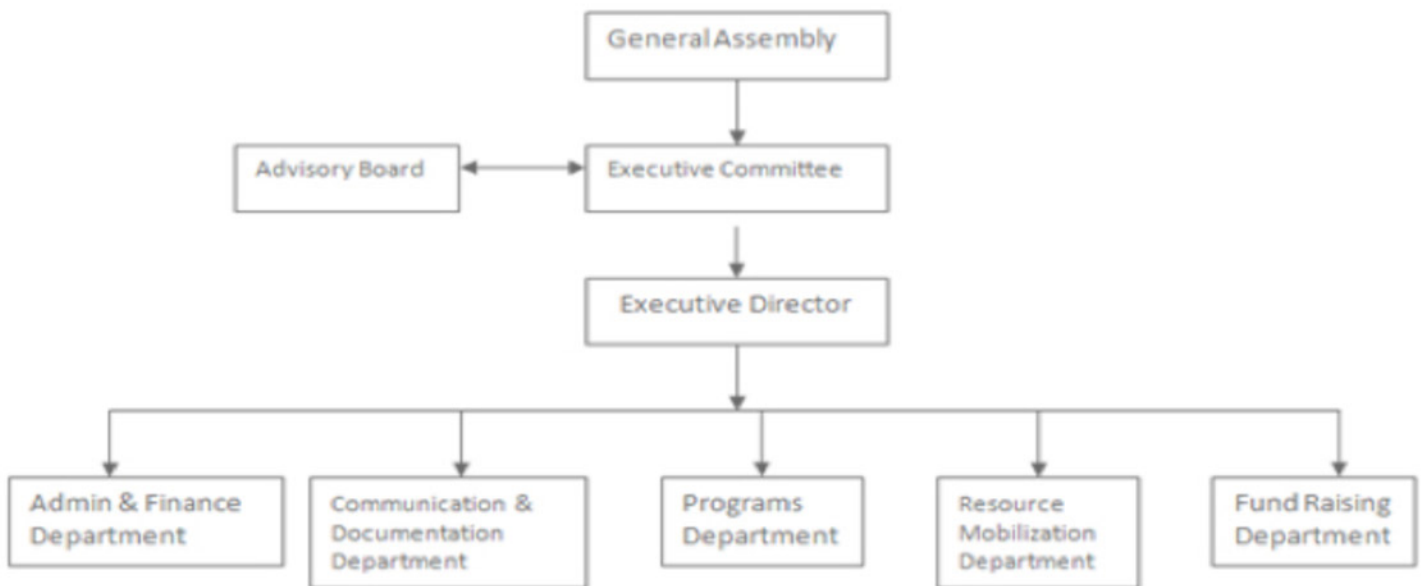 General Assembly
Advisory Board
Executive Committee
Executive Director
Admin & Finance
Department
Communication &
Documentation
Department
Programs
Department
Resource
Mobilization
Department
Fund Raising
Department